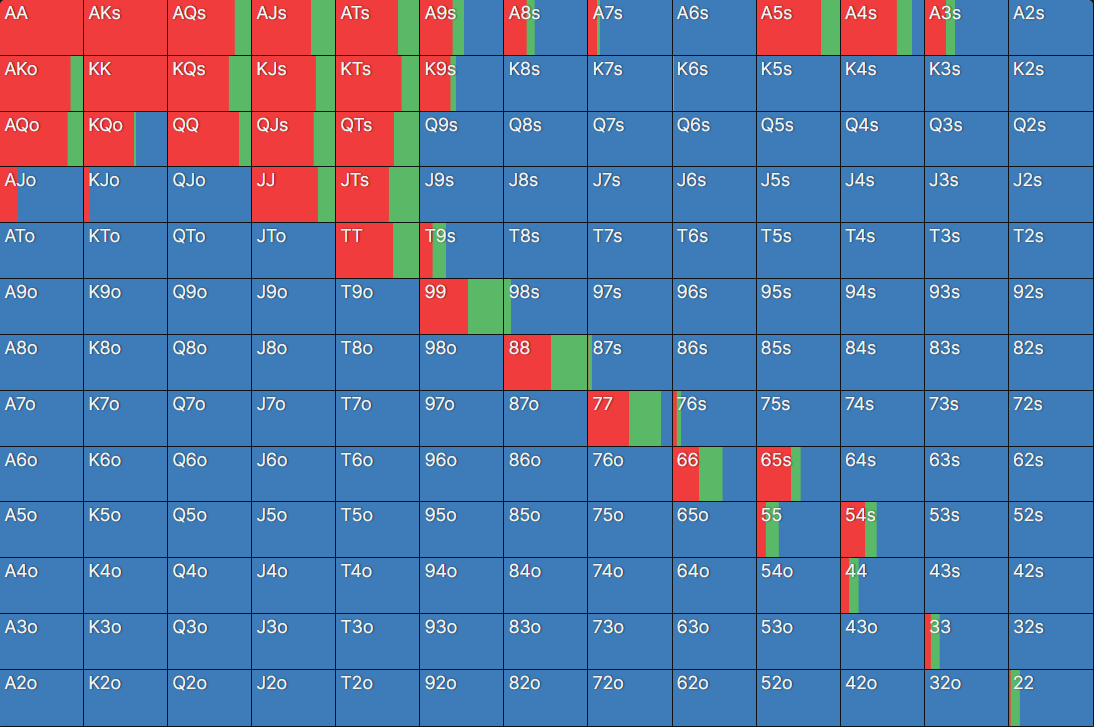 AA AKs AQs AJs ATs A9s A8s A7s A6s A5s A4s A3s A2s
AKo KK KQs KJs KTs K9s K8s K7s K6s K5s K4s K3s K2s
AQo KQo QQ QJs QTs Q9s Q8s Q7s Q6s Q5s Q4s Q3s Q2s
AJo KJo QJo JJ JTs J9s J8s J7s J6s J5s J4s J3s J2s
ATo KTo QTo JTo TT T9s T8s T7s T6s T5s T4s T3s T2s
A9o K9o Q9o J9o T9o 99 98s 97s 96s 95s 94s 93s 92s
A8o K8o Q8o J8o T8o 98o 88 87s 86s 85s 84s 83s 82s
A7o K7o Q7o J7o T7o 97o 87o 77 76s 75s 74s 73s 72s
A6o K6o Q6o J6o T6o 96o 86o 76o 66 65s 64s 63s 62s
A5o K5o Q5o J5o T5o 95o 85o 75o 65o 55 54s 53s 52s
A4o K4o Q4o J4o T4o 94o 84o 74o 64o 54o 44 43s 42s
A3o K3o Q3o J3o T3o 93o 83o 73o 63o 53o 43o 33 32s
A2o K2o Q2o J2o T2o 92o 82o 72o 62o 52o 42o 32o 22